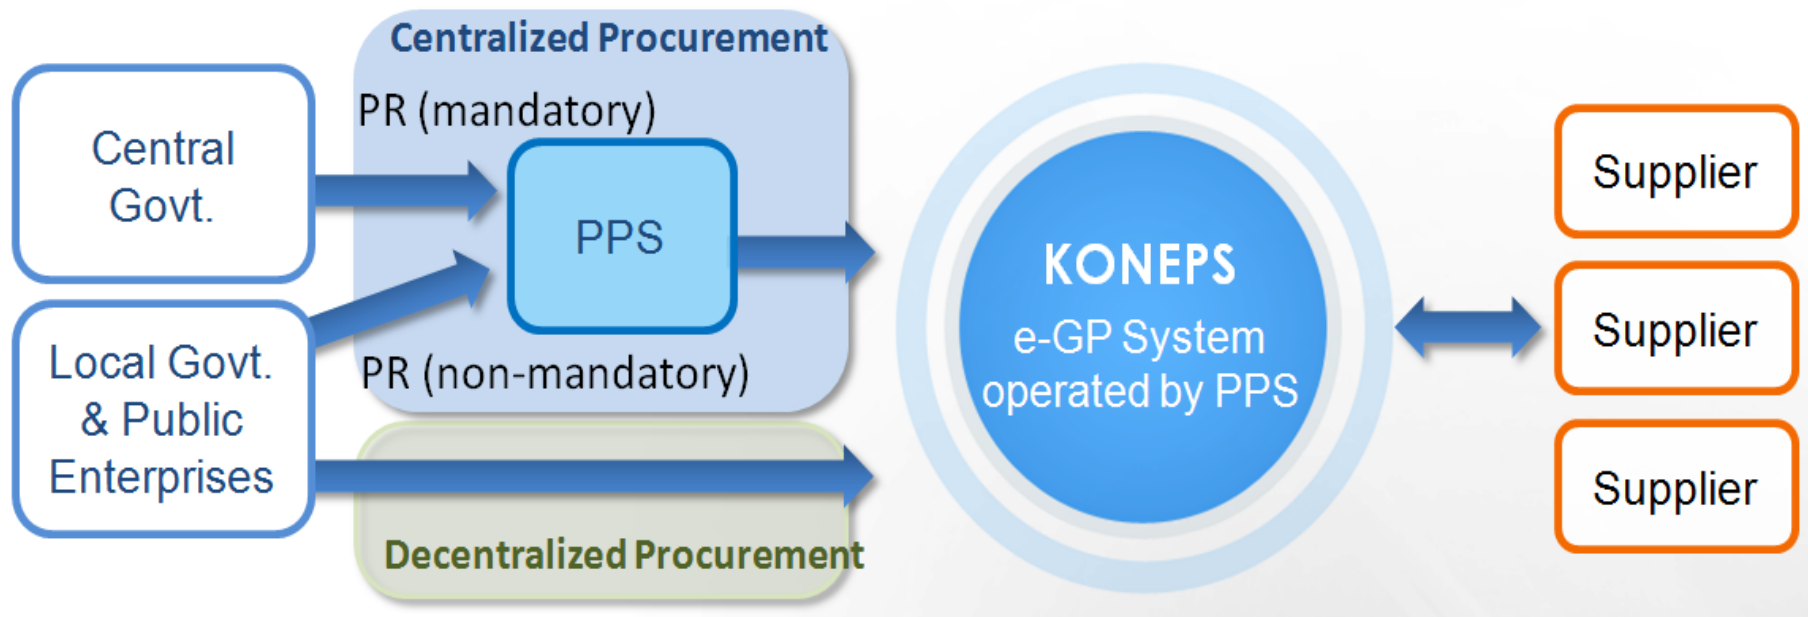 Centralized Procurement
PR (mandatory)
Central
Govt.
PPS
PR (non-mandatory)
Local Govt.
& Public
Enterprises
Decentralized Procurement
KONEPS
e-GP System
operated by PPS
Supplier
Supplier
Supplier